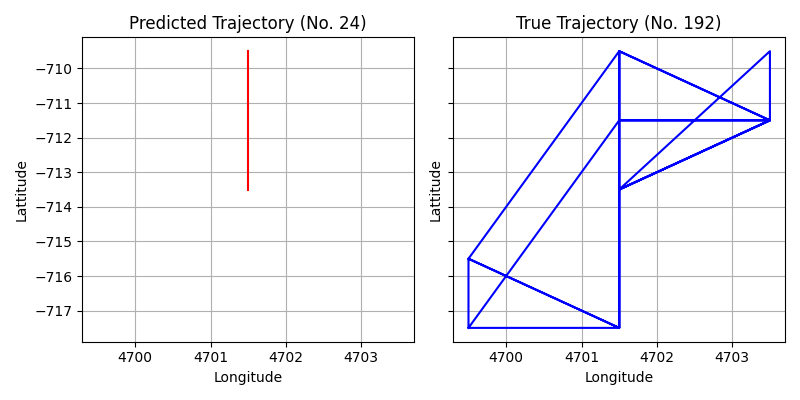 Predicted Trajectory (No. 24)
True Trajectory (No. 192)
−710
−711
−712
−713
−714
−715
−716
−717
Lattitude
Lattitude
4700
4701
4702
4703
4700
4701
4702
4703
Longitude
Longitude